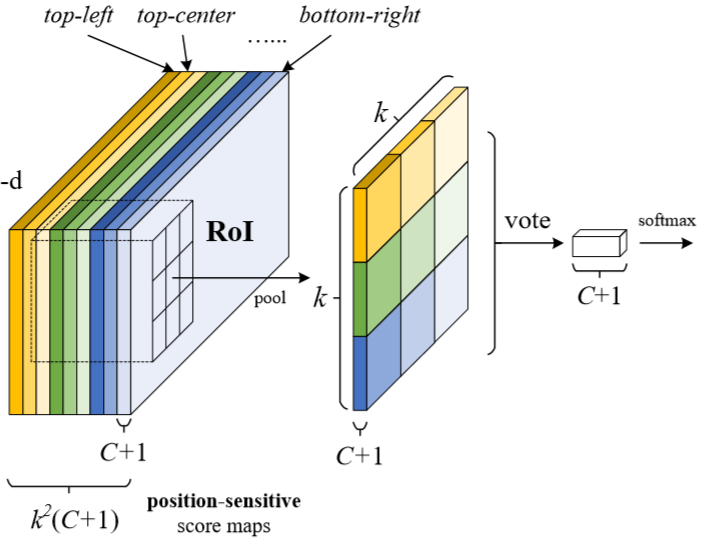 top-left top-center bottom-right
......
k
-d
RoI
vote
softmax
pool
k
C+1
C+1
C+1
k²(C+1)
position-sensitive
score maps